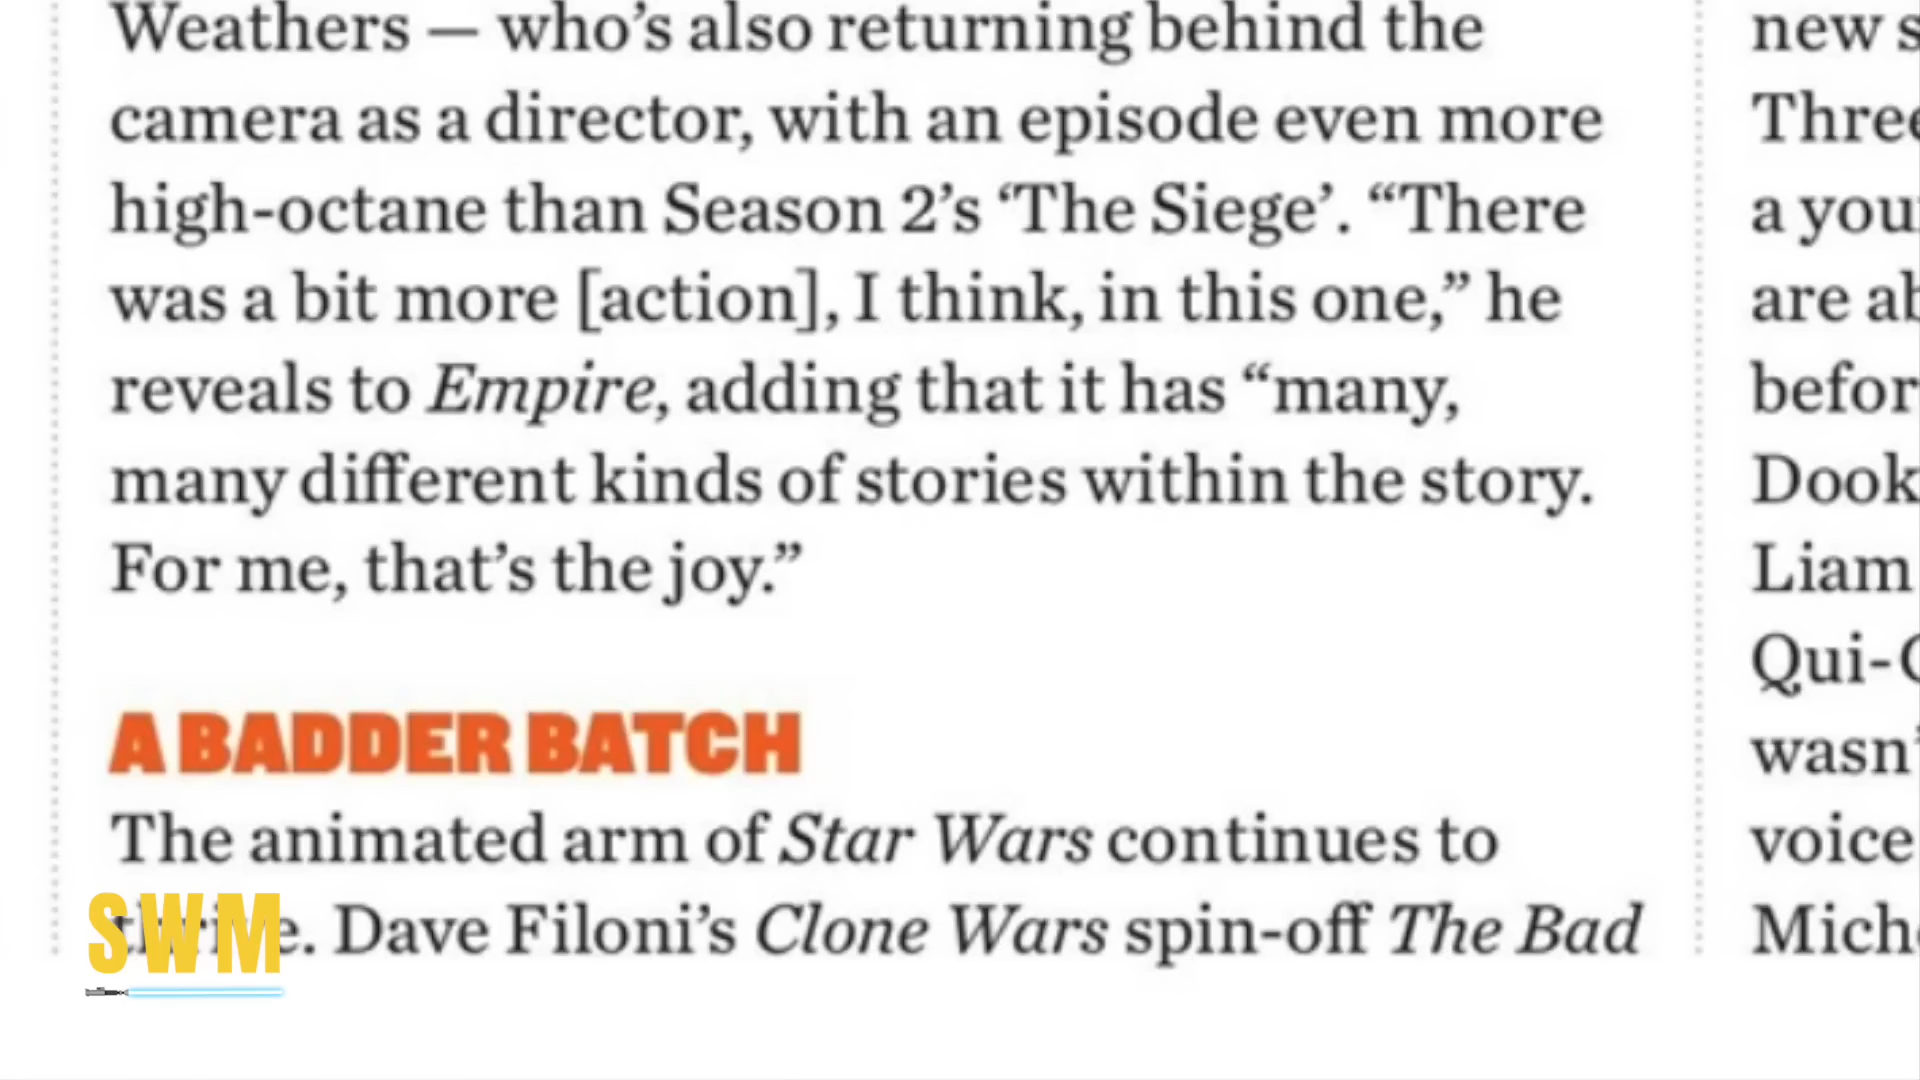 Weathers — who’s also returning behind the
camera as a director, with an episode even more
high-octane than Season 2’s ‘The Siege’. “There
was a bit more [action], I think, in this one,” he
reveals to Empire, adding that it has “many,
many different kinds of stories within the story.
For me, that’s the joy.”
A BADDER BATCH
The animated arm of Star Wars continues to
thrive. Dave Filoni’s Clone Wars spin-off The Bad
new s
Three
a you
are ab
befor
Dook
Liam
Qui-G
wasn’
voice
Mich
SWM